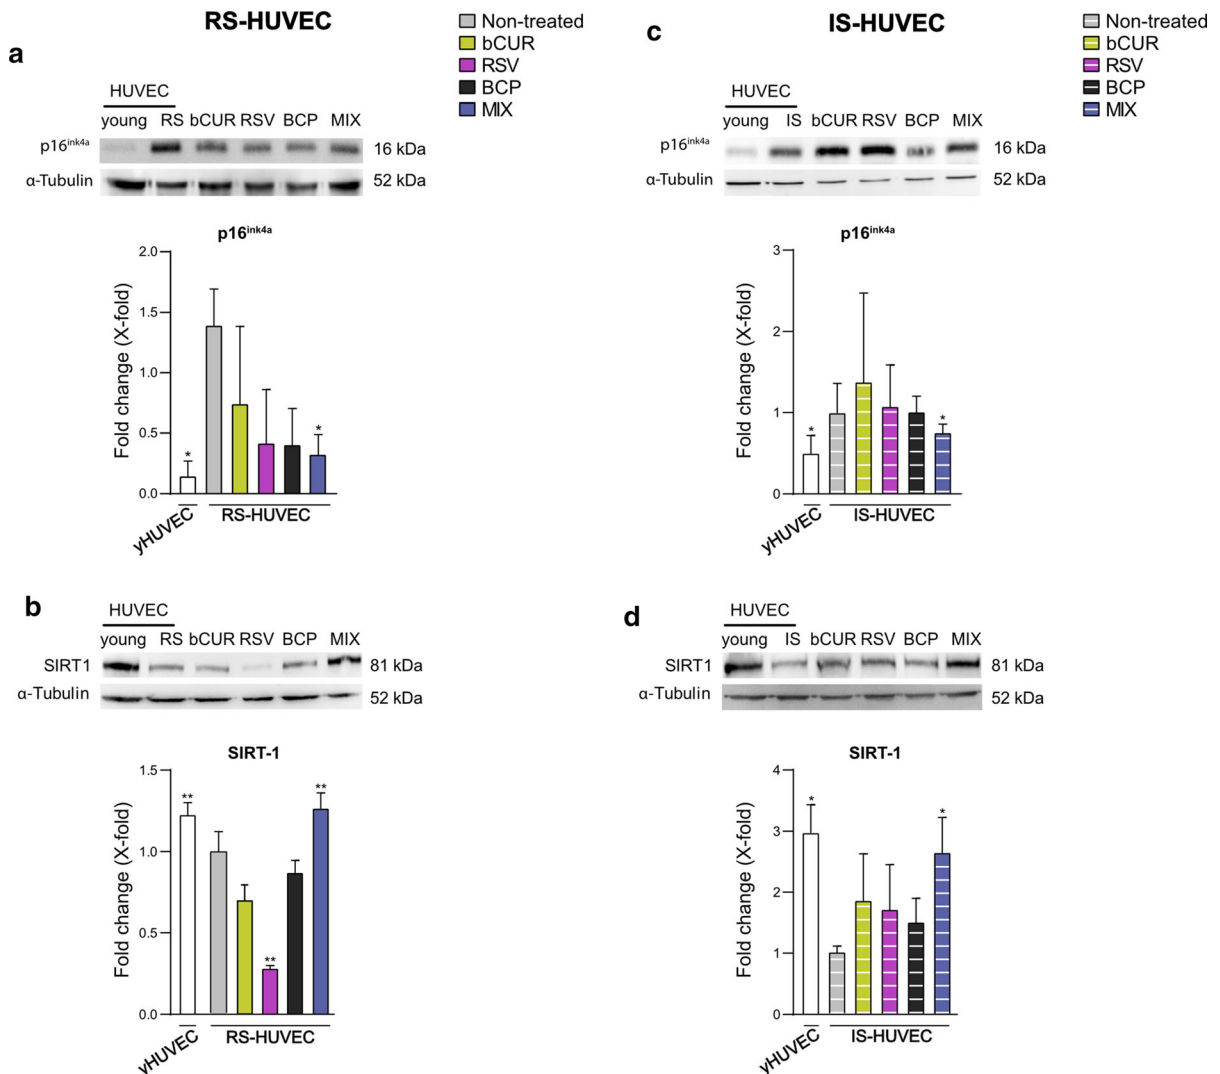 RS-HUVEC
Non-treated
bCUR
RSV
BCP
MIX
a
HUVEC
young RS bCUR RSV BCP MIX
p16ink4a 16 kDa
α-Tubulin 52 kDa
p16ink4a
Fold change (X-fold)
2.0
1.5
1.0
0.5
0.0
*
*
yHUVEC
RS-HUVEC
IS-HUVEC
Non-treated
bCUR
RSV
BCP
MIX
c
HUVEC
young IS bCUR RSV BCP MIX
p16ink4a 16 kDa
α-Tubulin 52 kDa
p16ink4a
Fold change (X-fold)
3
2
1
0
*
*
yHUVEC
IS-HUVEC
b
HUVEC
young RS bCUR RSV BCP MIX
SIRT1 81 kDa
α-Tubulin 52 kDa
SIRT-1
Fold change (X-fold)
1.5
1.0
0.5
0.0
**
**
**
yHUVEC
RS-HUVEC
d
HUVEC
young IS bCUR RSV BCP MIX
SIRT1 81 kDa
α-Tubulin 52 kDa
SIRT-1
Fold change (X-fold)
4
3
2
1
0
*
*
yHUVEC
IS-HUVEC